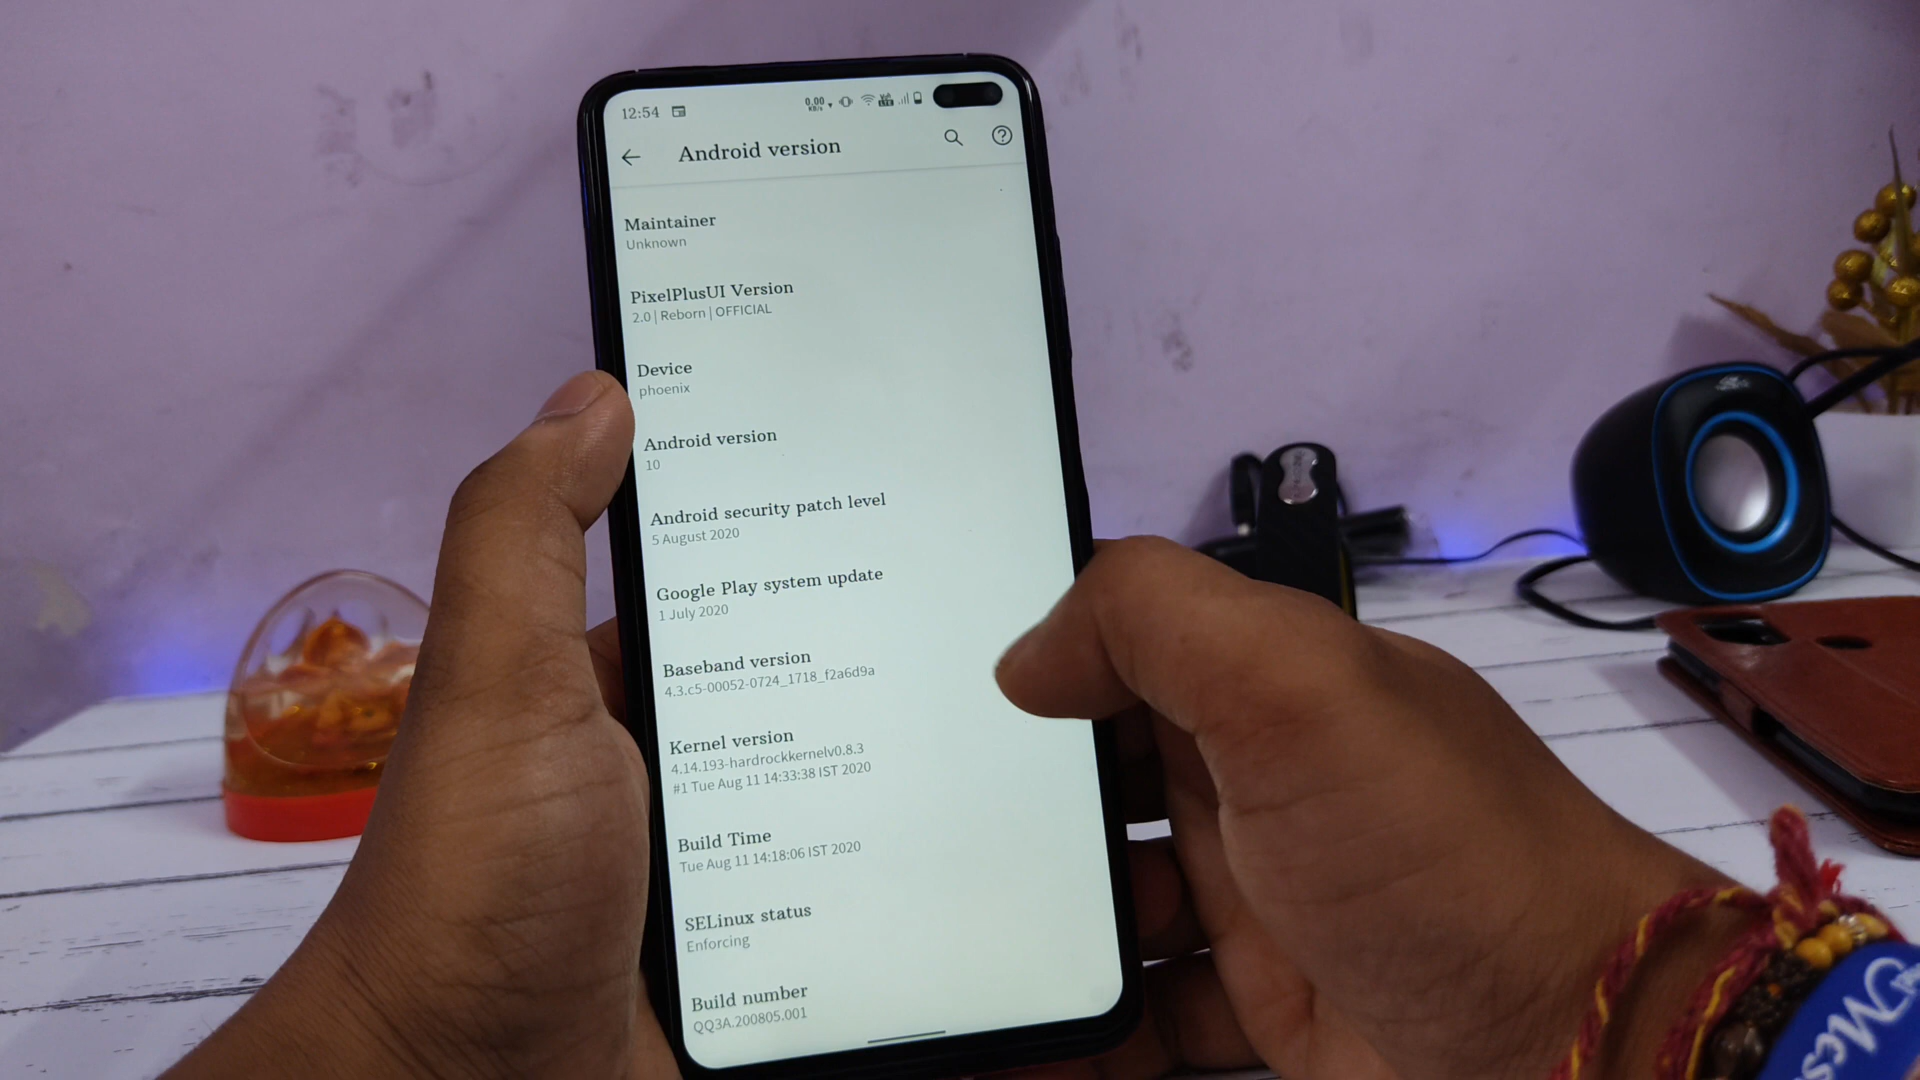 12:54
0.00
KB/s
Android version
Maintainer
Unknown
PixelPlusUI Version
2.0 | Reborn | OFFICIAL
Device
phoenix
Android version
10
Android security patch level
5 August 2020
Google Play system update
1 July 2020
Baseband version
4.3.c5-00052-0724_1718_f2a6d9a
Kernel version
4.14.193-hardrockkernelv0.8.3
#1 Tue Aug 11 14:33:38 IST 2020
Build Time
Tue Aug 11 14:18:06 IST 2020
SELinux status
Enforcing
Build number
QQ3A.200805.001